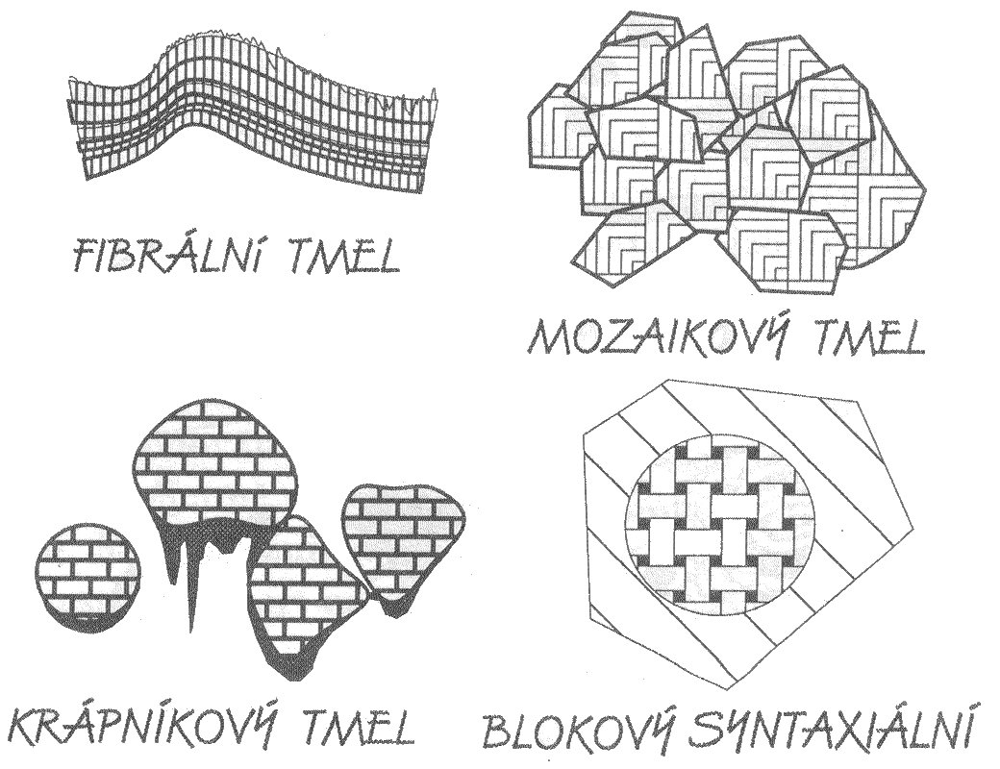 FIBRÁLNÍ TMEL
MOZAIKOVÝ TMEL
KRÁPNÍKOVÝ TMEL
BLOKOVÝ SYNTAXIÁLNÍ